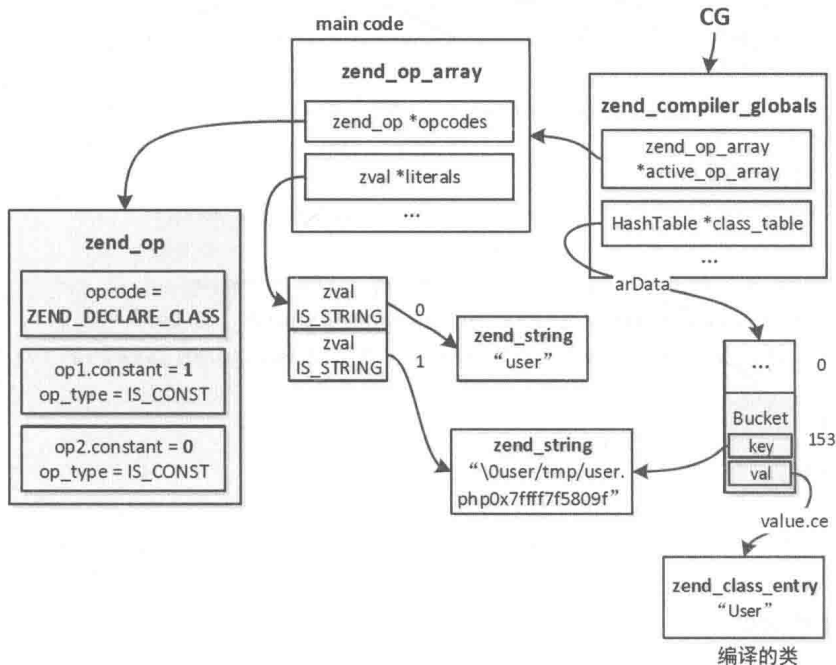 main code
CG
zend_op_array
zend_op *opcodes
zval *literals
...
zend_compiler_globals
zend_op_array
*active_op_array
HashTable *class_table
...
arData
zend_op
opcode =
ZEND_DECLARE_CLASS
op1.constant = 1
op_type = IS_CONST
op2.constant = 0
op_type = IS_CONST
zval
IS_STRING
0
zval
IS_STRING
1
zend_string
“user”
zend_string
“\0user/tmp/user.
php0x7ffff7f5809f”
...
0
Bucket
key
153
val
value.ce
zend_class_entry
“User”
编译的类